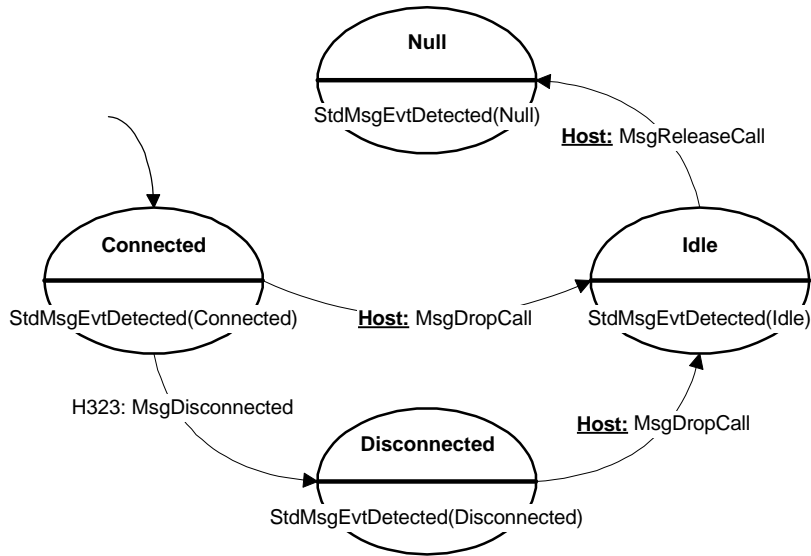 Null
StdMsgEvtDetected(Null)
Host: MsgReleaseCall
Connected
StdMsgEvtDetected(Connected)
Host: MsgDropCall
Idle
StdMsgEvtDetected(Idle)
H323: MsgDisconnected
Host: MsgDropCall
Disconnected
StdMsgEvtDetected(Disconnected)